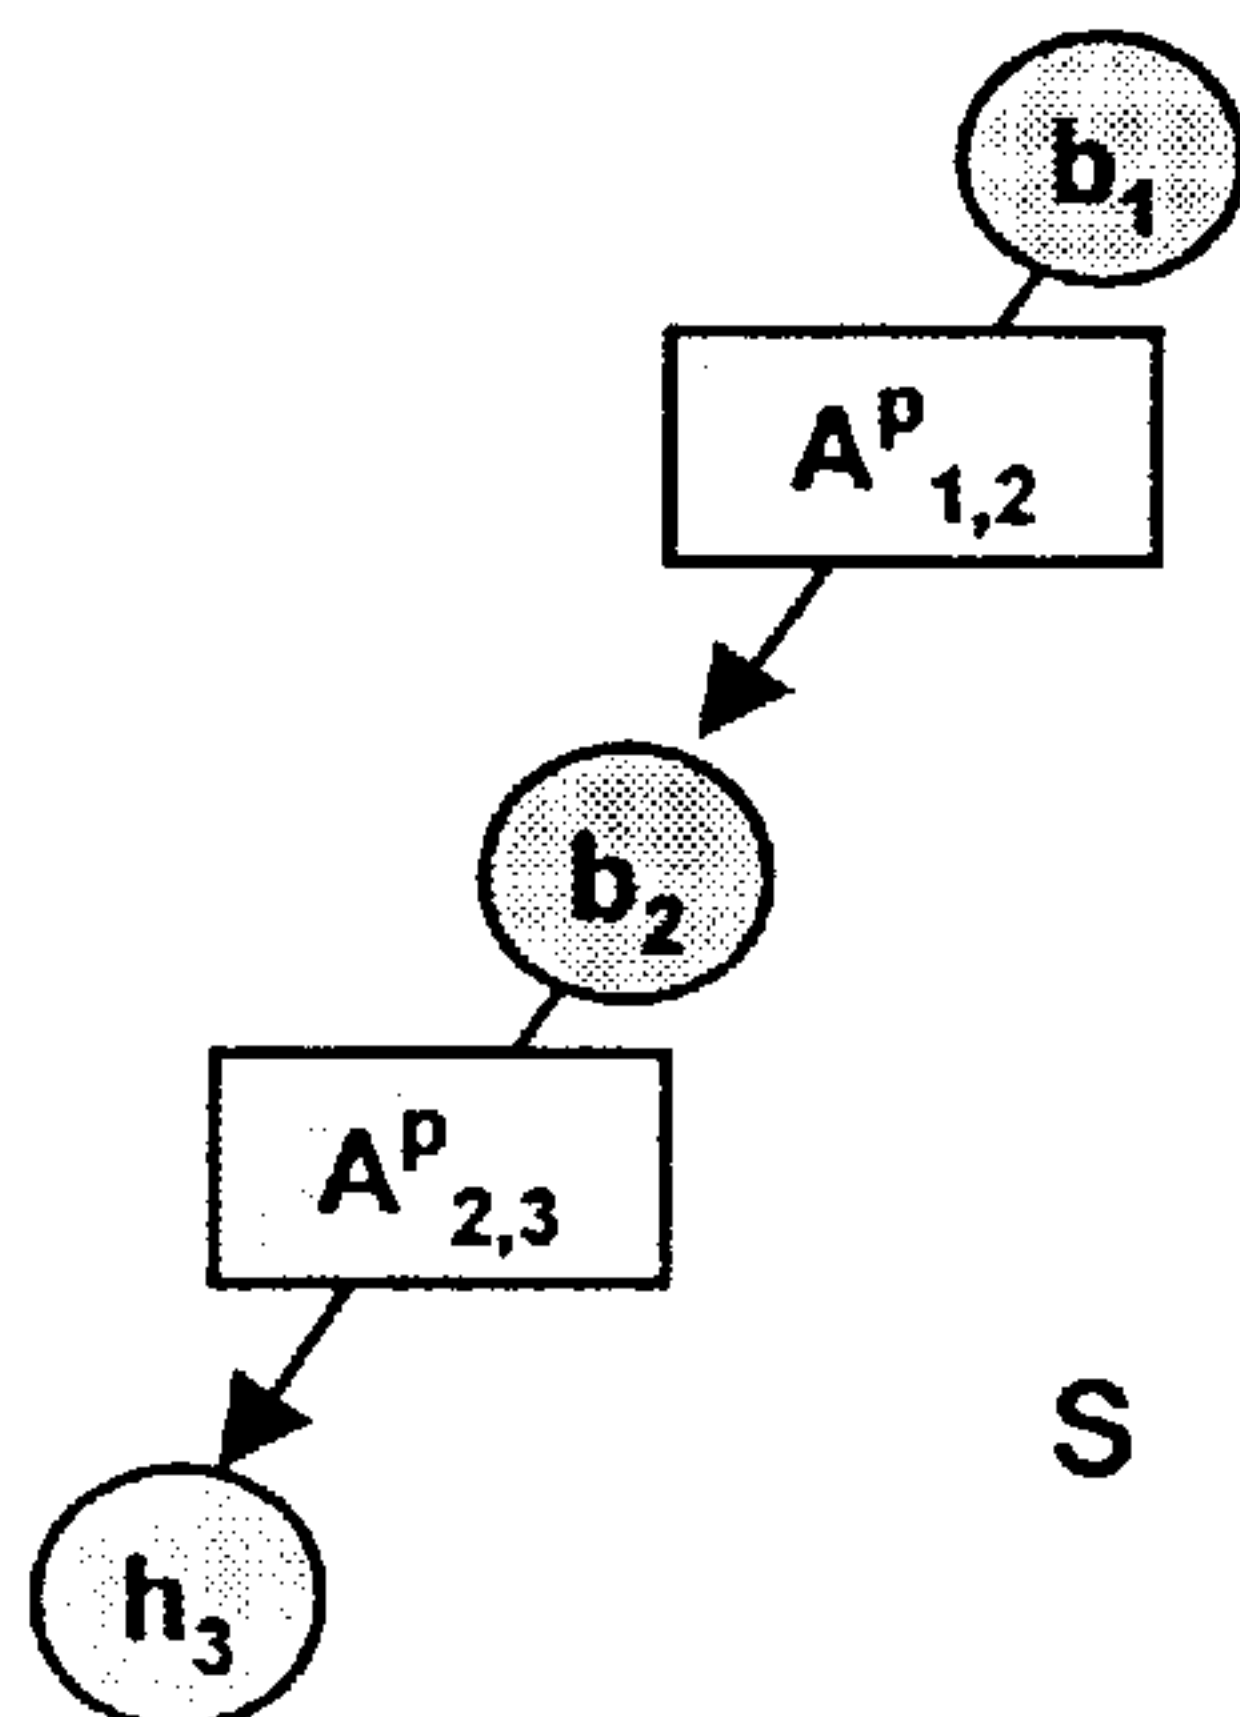 b₁
Aᵖ₁,₂
b₂
Aᵖ₂,₃
S
h₃